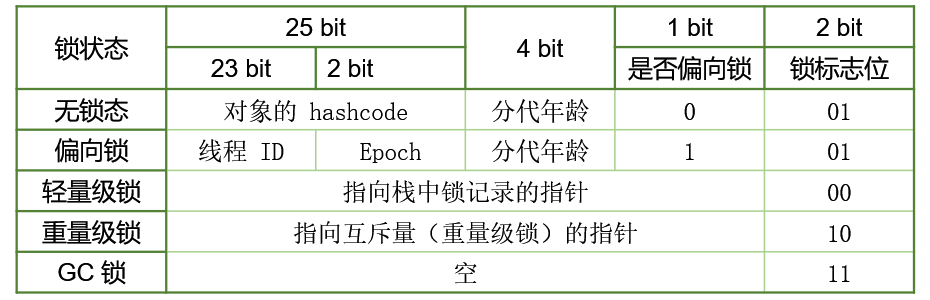 锁状态 25 bit 4 bit 1 bit 2 bit
23 bit 2 bit 是否偏向锁 锁标志位
无锁态 对象的 hashcode 分代年龄 0 01
偏向锁 线程 ID Epoch 分代年龄 1 01
轻量级锁 指向栈中锁记录的指针 00
重量级锁 指向互斥量（重量级锁）的指针 10
GC 锁 空 11